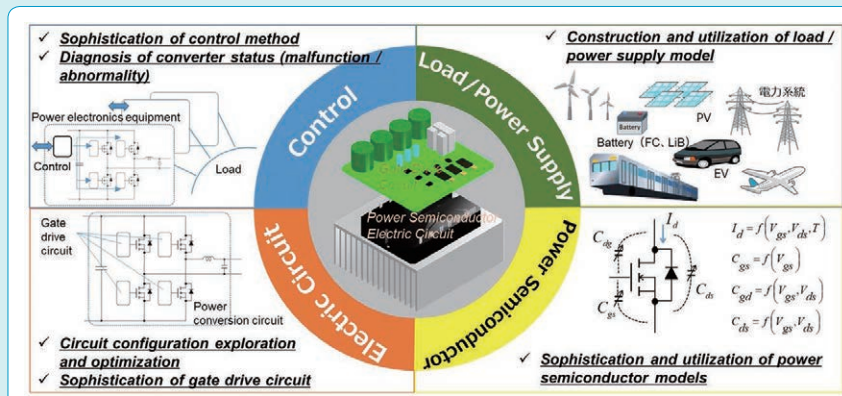 ✓ Sophistication of control method
✓ Diagnosis of converter status (malfunction /
abnormality)
Power electronics equipment
Control
Load
Control
Load/Power Supply
✓ Construction and utilization of load /
power supply model
電力系統
PV
Battery
Battery (FC、LiB)
EV
Power Semiconductor
Electric Circuit
Electric Circuit
Power Semiconductor
Gate
drive
circuit
Power
conversion circuit
✓ Circuit configuration exploration
and optimization
✓ Sophistication of gate drive circuit
I_d
C_dg
C_gs
C_ds
I_d = f(V_gs, V_ds, T)
C_gs = f(V_gs)
C_gd = f(V_gs, V_ds)
C_ds = f(V_gs, V_ds)
✓ Sophistication and utilization of power
semiconductor models